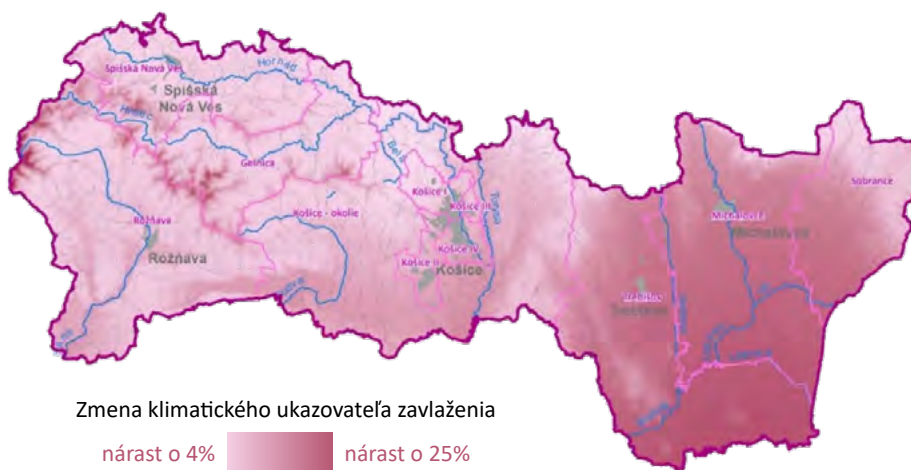 Spišská Nová Ves
Hornád
Spišská
Nová Ves
Hnilec
Gelnica
Belá
Košice I
Košice III
Košice - okolie
Košice IV
Košice II
Košice
Torysa
Rožňava
Rožňava
Michalovce
Michalovce
Sobrance
Trebišov
Trebišov
Zmena klimatického ukazovateľa zavlaženia
nárast o 4%
nárast o 25%